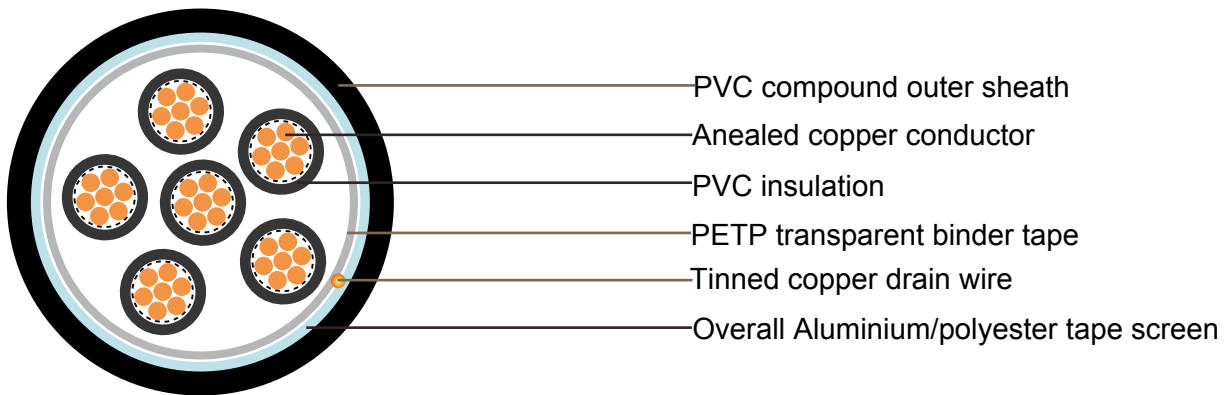 PVC compound outer sheath
Anealed copper conductor
PVC insulation
PETP transparent binder tape
Tinned copper drain wire
Overall Aluminium/polyester tape screen